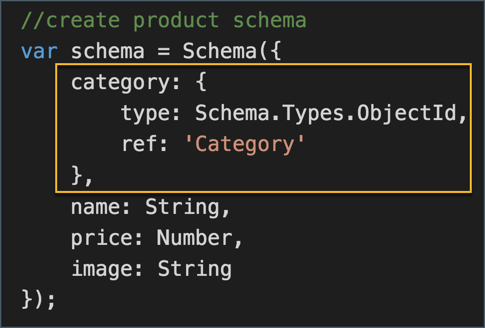 //create product schema
var schema = Schema({
    category: {
        type: Schema.Types.ObjectId,
        ref: 'Category'
    },
    name: String,
    price: Number,
    image: String
});